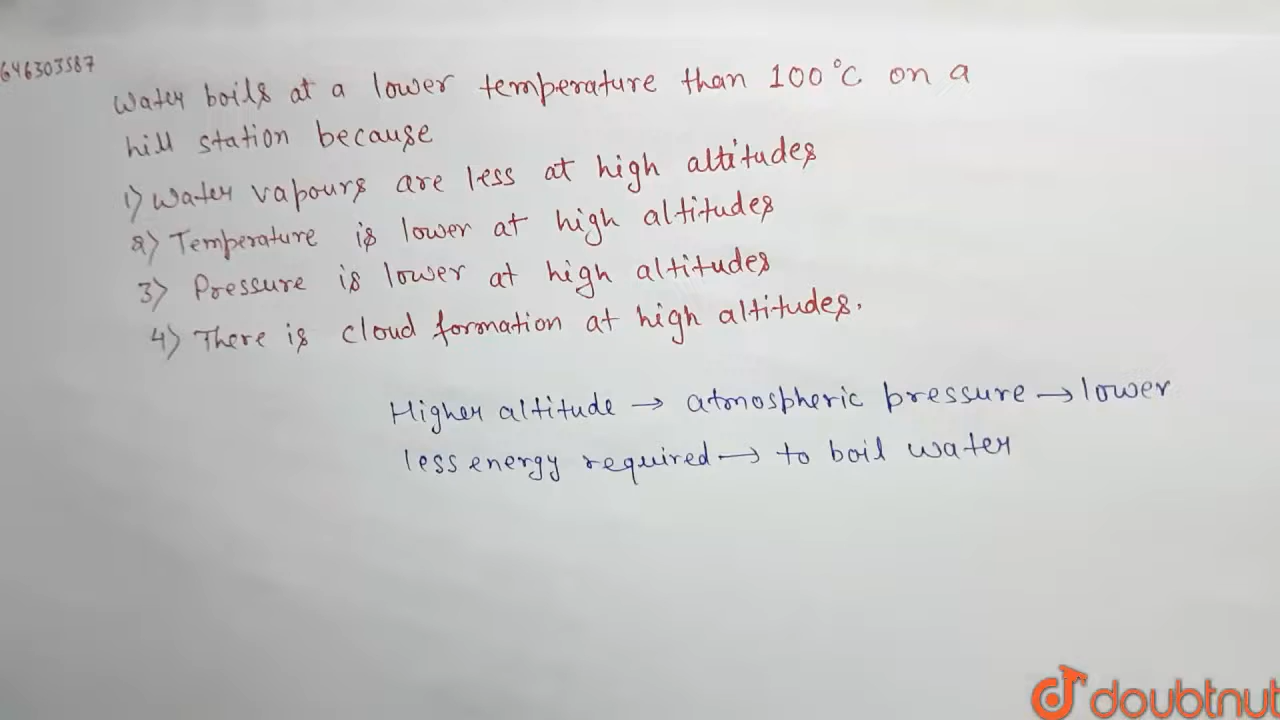 646303587
Water boils at a lower temperature than 100°C on a
hill station because
1) Water vapours are less at high altitudes
2) Temperature is lower at high altitudes
3) Pressure is lower at high altitudes
4) There is cloud formation at high altitudes.
Higher altitude → atmospheric pressure → lower
less energy required → to boil water
doubtnut